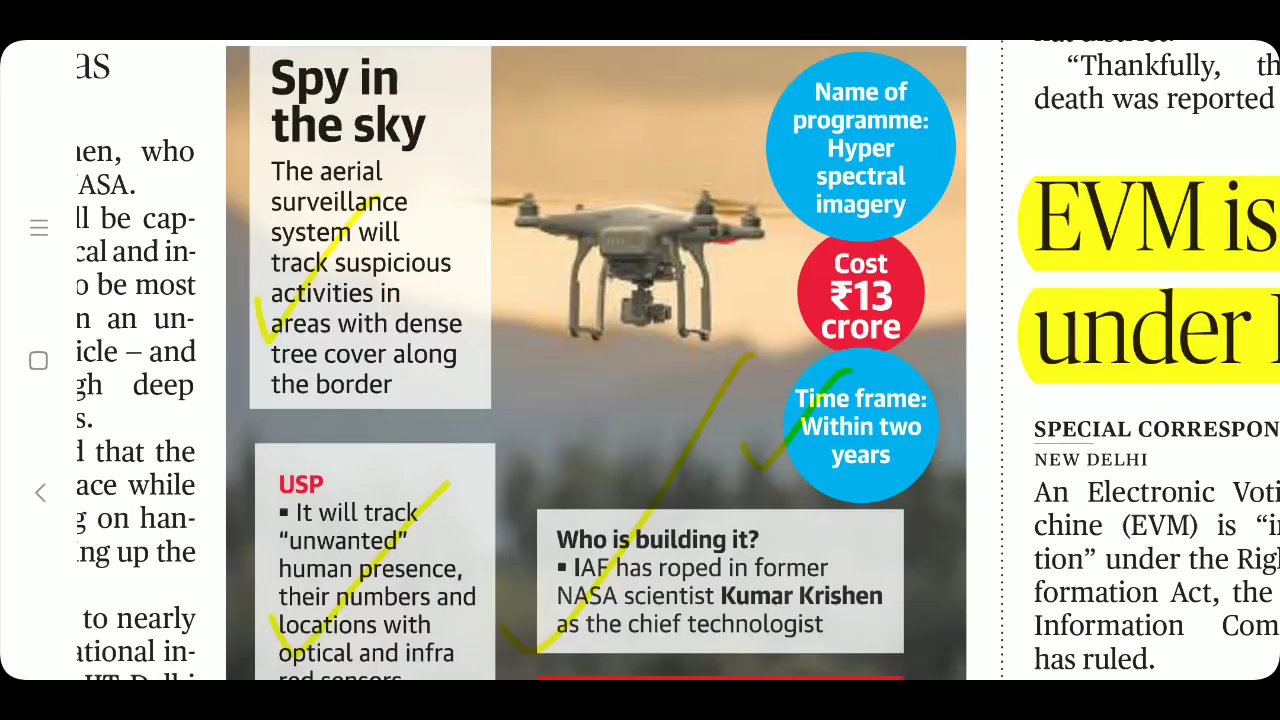 as
who
ASA.
ll be cap-
cal and in-
o be most
n an un-
icle – and
gh deep
s.
d that the
ace while
g on han-
ing up the
to nearly
ational in-
Spy in
the sky
The aerial
surveillance
system will
track suspicious
activities in
areas with dense
tree cover along
the border
USP
▪ It will track
“unwanted”
human presence,
their numbers and
locations with
optical and infra
red sensors
Name of
programme:
Hyper
spectral
imagery
Cost
₹13
crore
Time frame:
Within two
years
Who is building it?
▪ IAF has roped in former
NASA scientist Kumar Krishen
as the chief technologist
“Thankfully, th
death was reported
EVM is
under
SPECIAL CORRESPON
NEW DELHI
An Electronic Voti
chine (EVM) is “i
tion” under the Rig
formation Act, the
Information Com
has ruled.